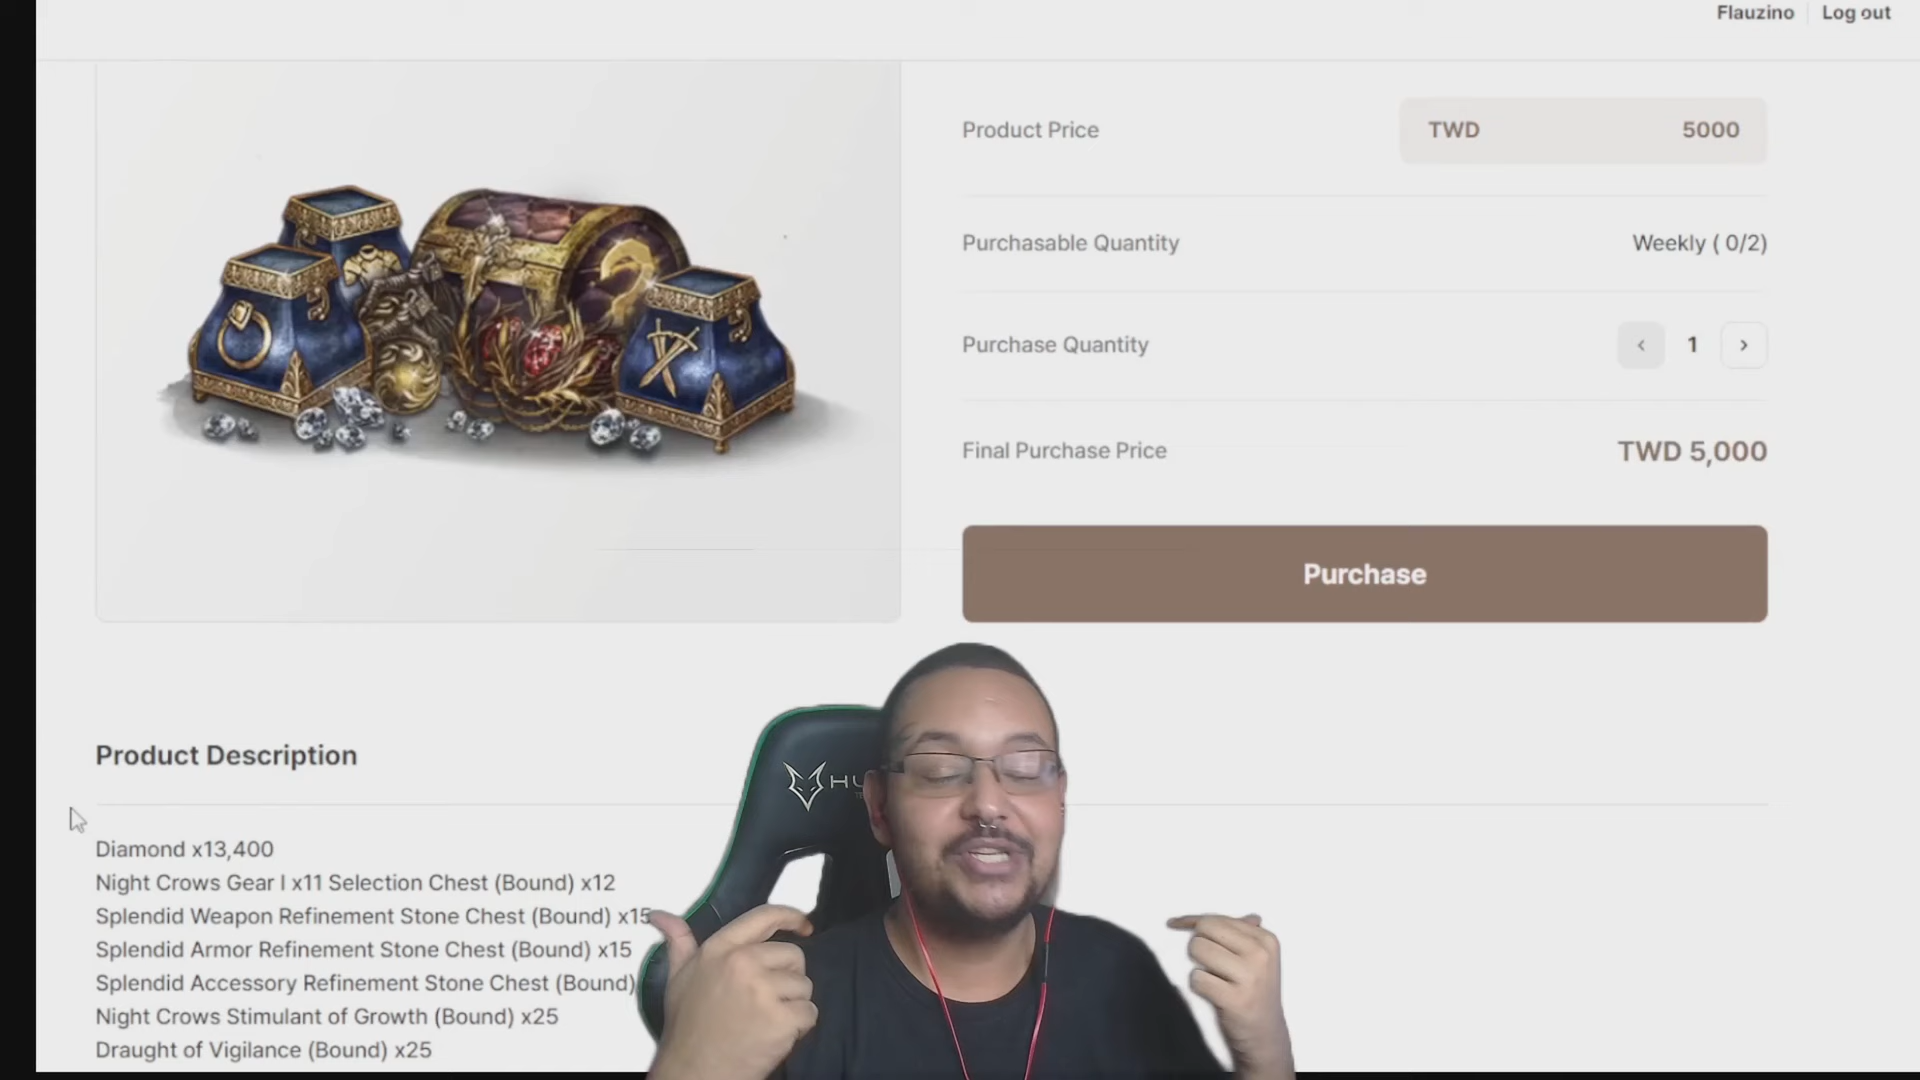 Flauzino
Log out
Product Price
TWD 5000
Purchasable Quantity
Weekly ( 0/2)
Purchase Quantity
1
Final Purchase Price
TWD 5,000
Purchase
Product Description
Diamond x13,400
Night Crows Gear I x11 Selection Chest (Bound) x12
Splendid Weapon Refinement Stone Chest (Bound) x15
Splendid Armor Refinement Stone Chest (Bound) x15
Splendid Accessory Refinement Stone Chest (Bound)
Night Crows Stimulant of Growth (Bound) x25
Draught of Vigilance (Bound) x25